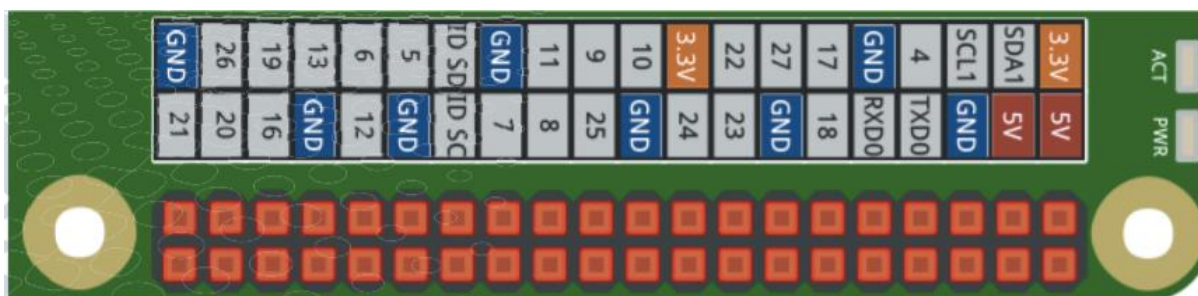 GND 26 19 13 6 5 ID SD GND 11 9 10 3.3V 22 27 17 GND 4 SCL1 SDA1 3.3V
21 20 16 GND 12 GND ID SC 7 8 25 GND 24 23 GND 18 RXD0 TXD0 GND 5V 5V
ACT
PWR